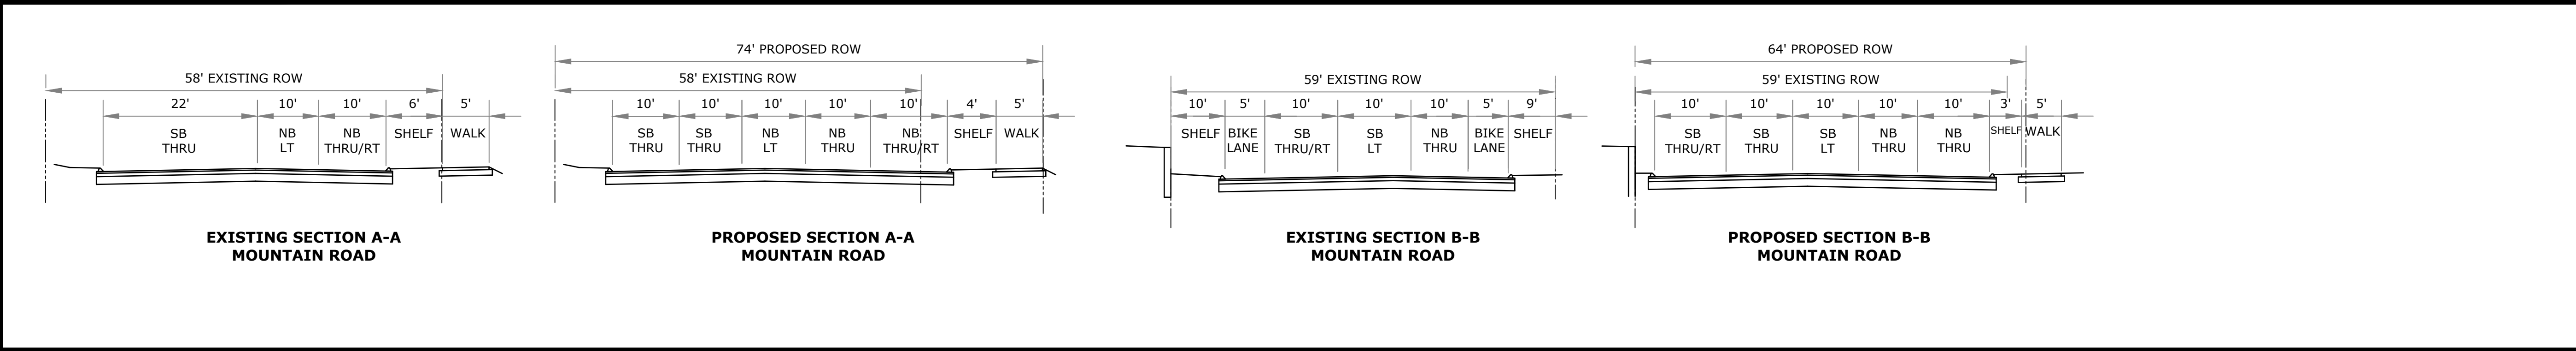 58' EXISTING ROW
22' 10' 10' 6' 5'
SB THRU
NB LT
NB THRU/RT
SHELF
WALK
EXISTING SECTION A-A
MOUNTAIN ROAD
74' PROPOSED ROW
58' EXISTING ROW
10' 10' 10' 10' 10' 4' 5'
SB THRU
SB THRU
NB LT
NB THRU
NB THRU/RT
SHELF
WALK
PROPOSED SECTION A-A
MOUNTAIN ROAD
59' EXISTING ROW
10' 5' 10' 10' 10' 5' 9'
SHELF
BIKE LANE
SB THRU/RT
SB LT
NB THRU
BIKE LANE
SHELF
EXISTING SECTION B-B
MOUNTAIN ROAD
64' PROPOSED ROW
59' EXISTING ROW
10' 10' 10' 10' 10' 3' 5'
SB THRU/RT
SB THRU
SB LT
NB THRU
NB THRU
SHELF
WALK
PROPOSED SECTION B-B
MOUNTAIN ROAD